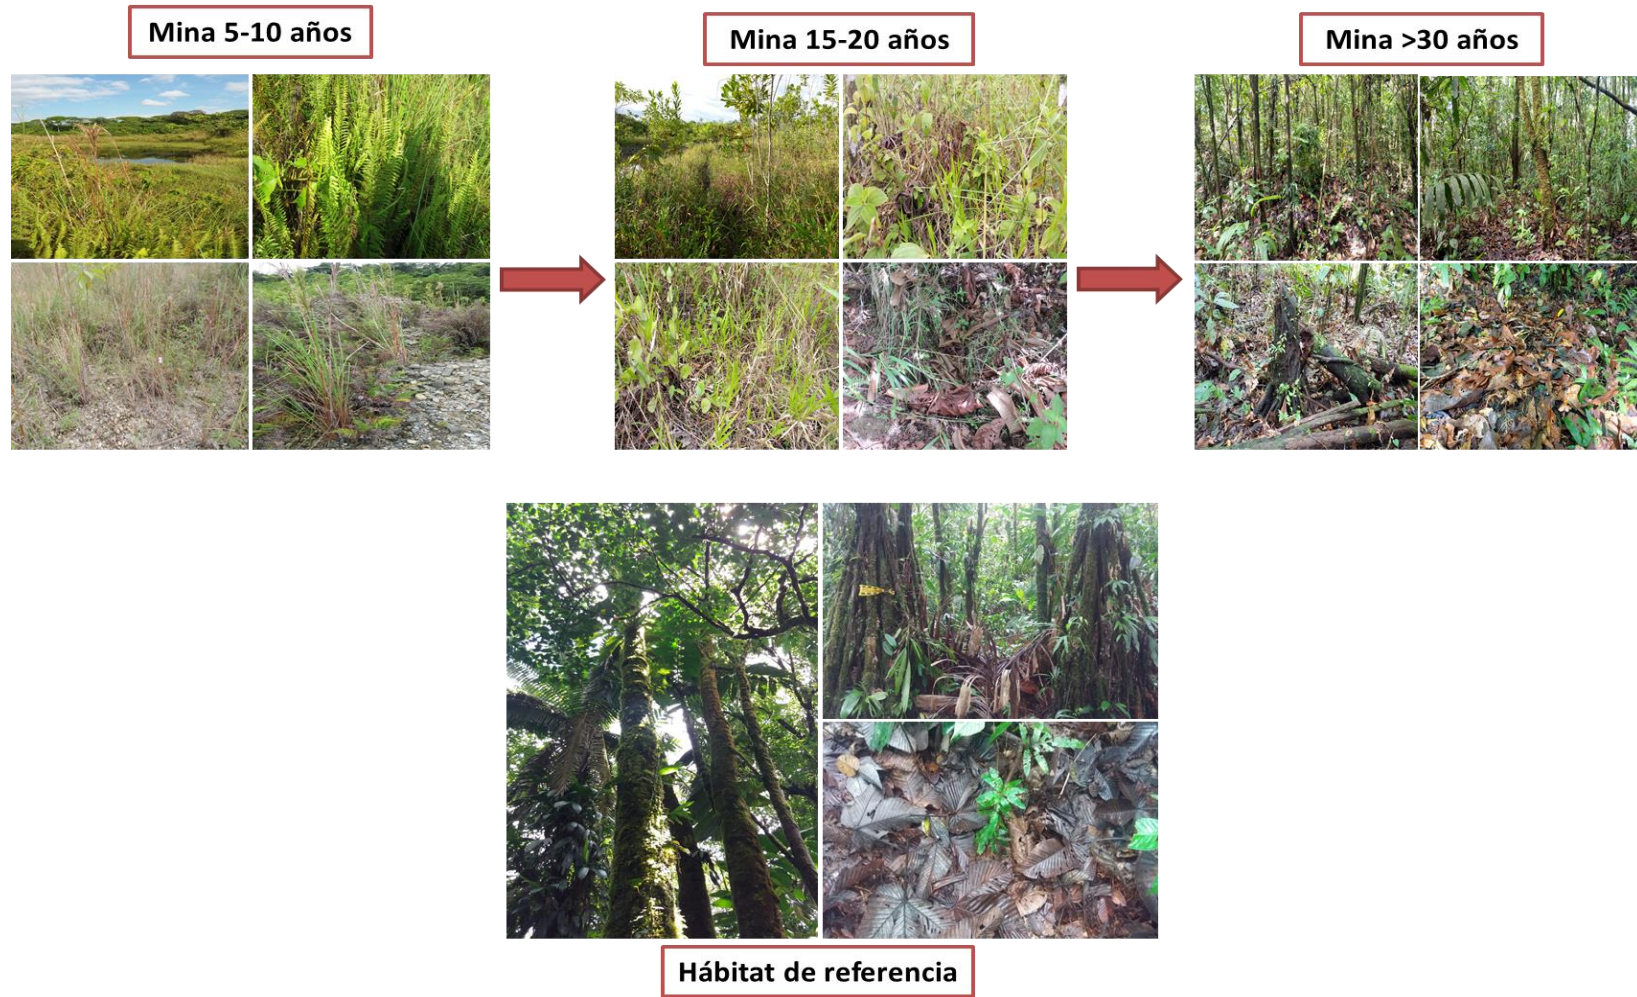 Mina 5-10 años
Mina 15-20 años
Mina >30 años
Hábitat de referencia